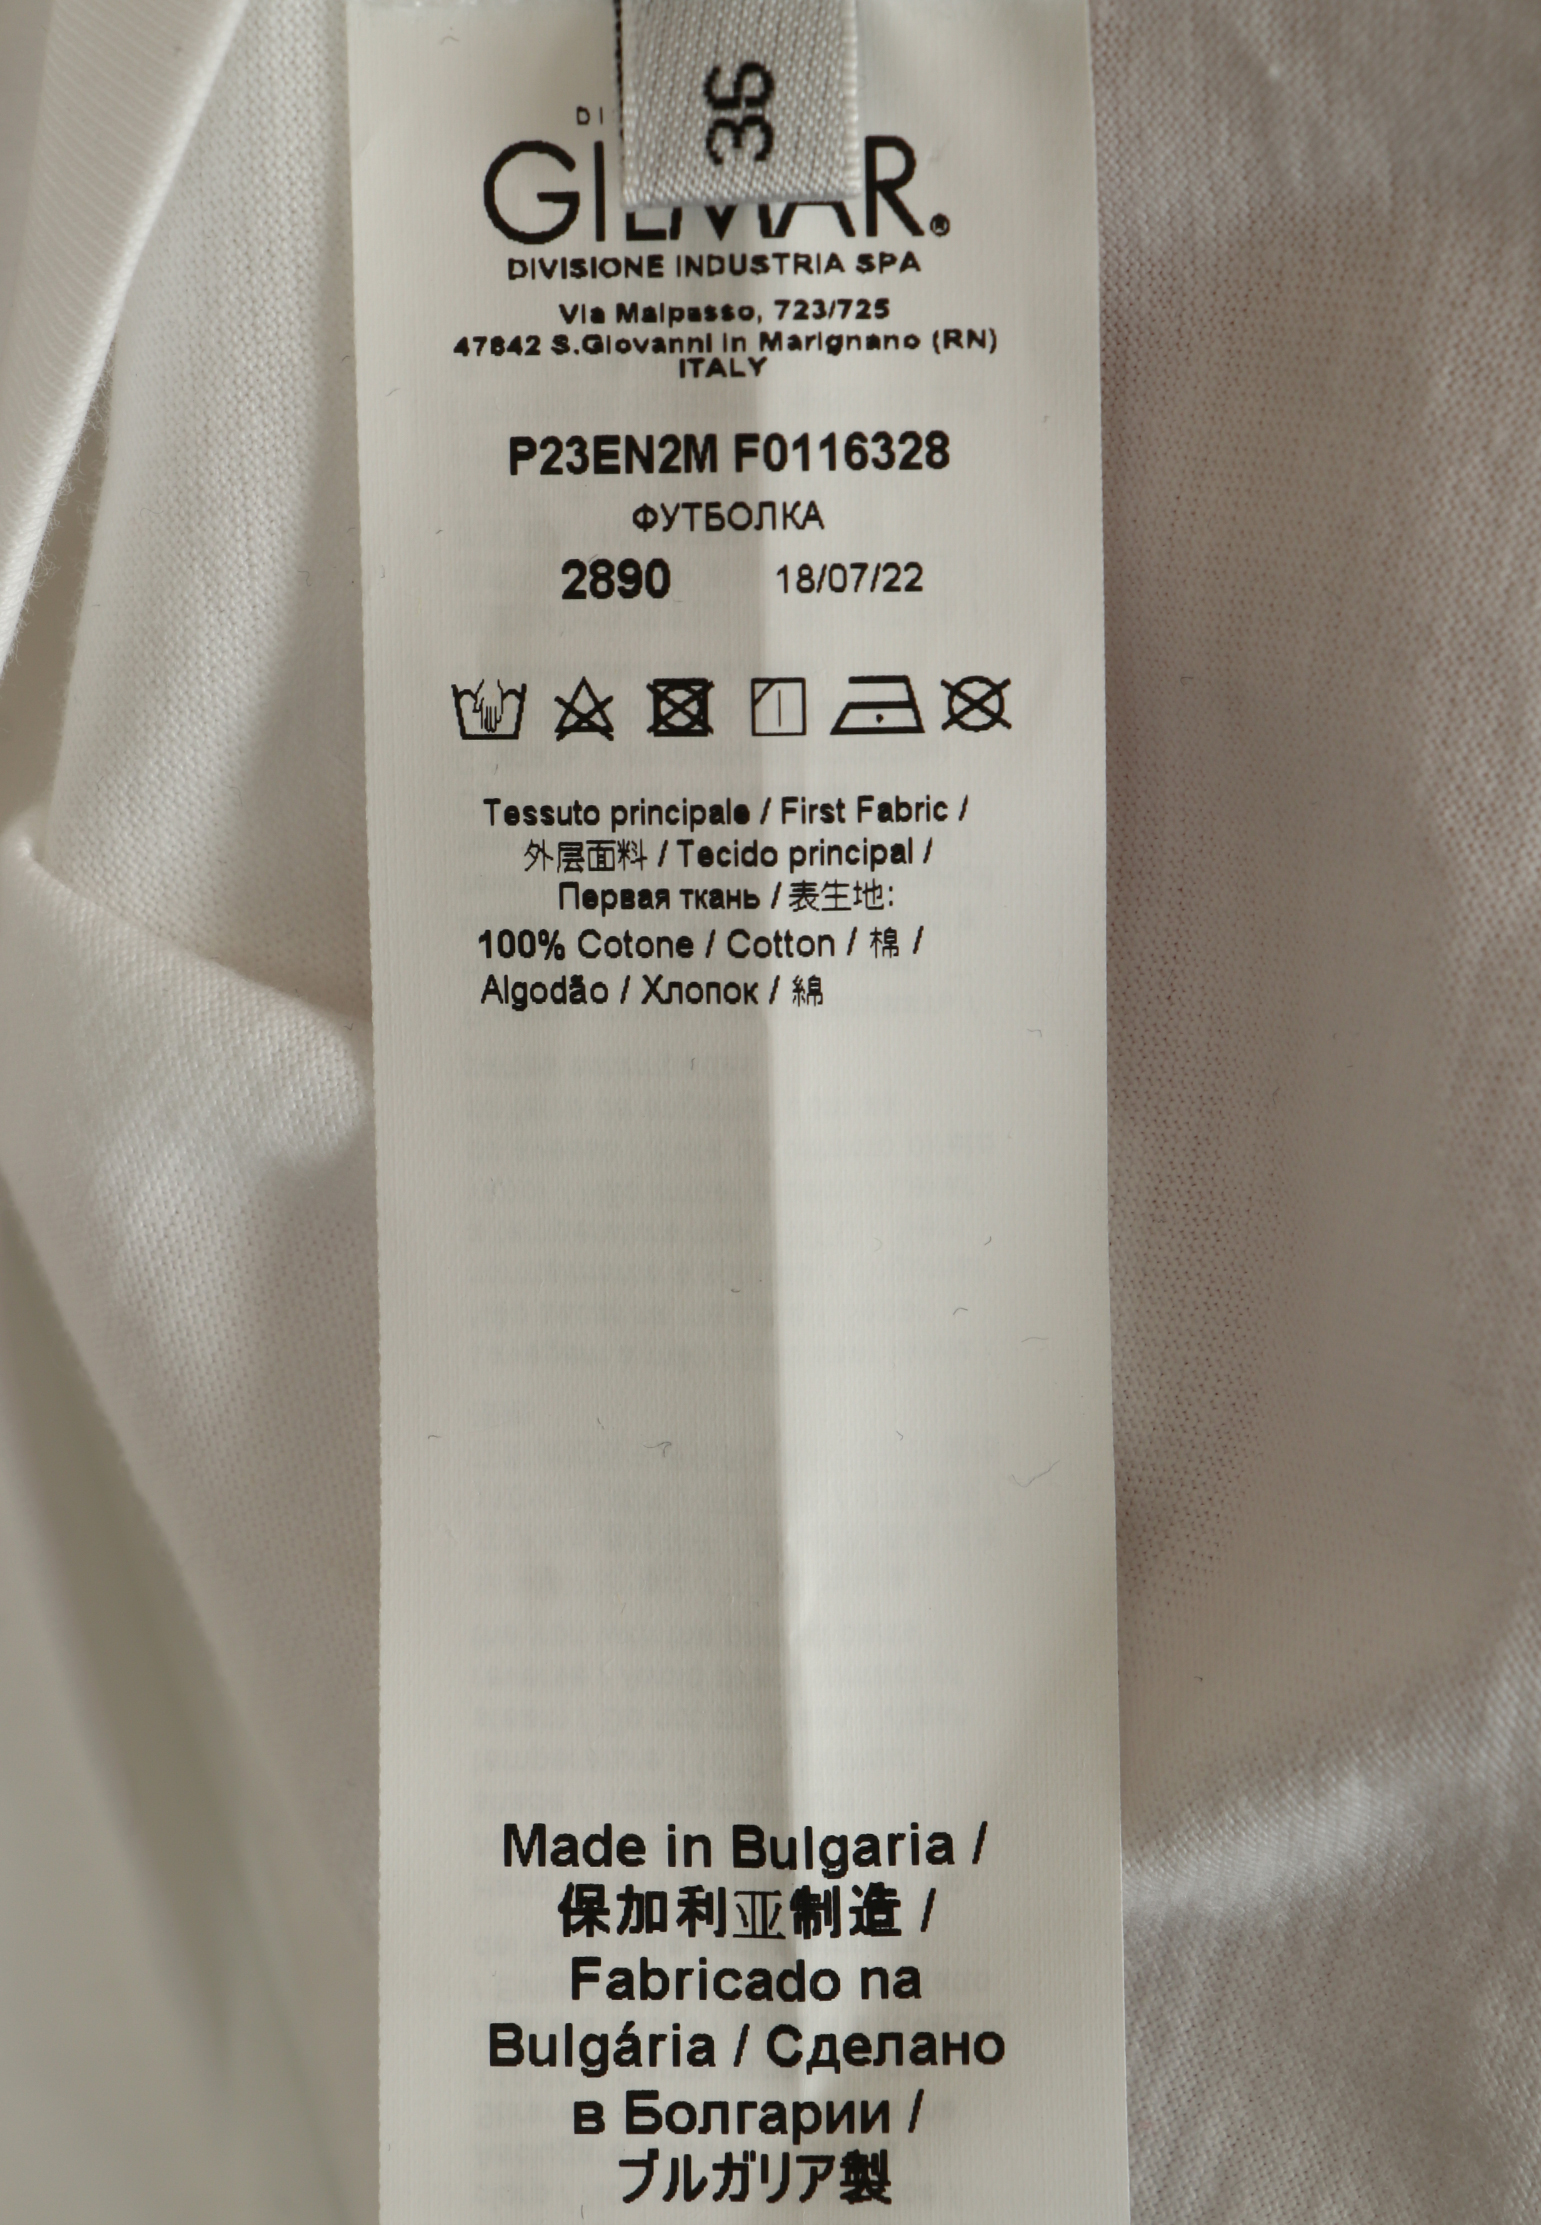 36
DI
GILMAR®
DIVISIONE INDUSTRIA SPA
Via Malpasso, 723/725
47842 S.Giovanni in Marignano (RN)
ITALY
P23EN2M F0116328
ФУТБОЛКА
2890 18/07/22
Tessuto principale / First Fabric /
外层面料 / Tecido principal /
Первая ткань / 表生地:
100% Cotone / Cotton / 棉 /
Algodão / Хлопок / 綿
Made in Bulgaria /
保加利亚制造 /
Fabricado na
Bulgária / Сделано
в Болгарии /
ブルガリア製